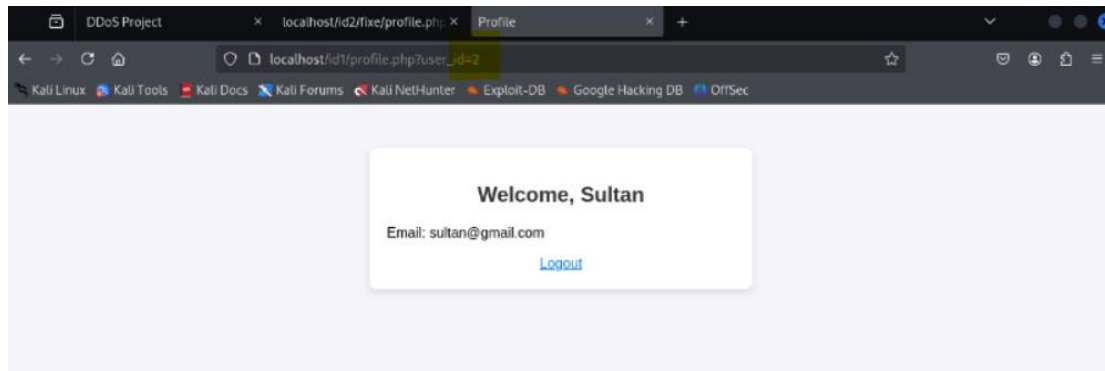 DDoS Project
localhost/id2/fixe/profile.php
Profile
localhost/id1/profile.php?user_id=2
Kali Linux Kali Tools Kali Docs Kali Forums Kali NetHunter Exploit-DB Google Hacking DB OffSec
Welcome, Sultan
Email: sultan@gmail.com
Logout